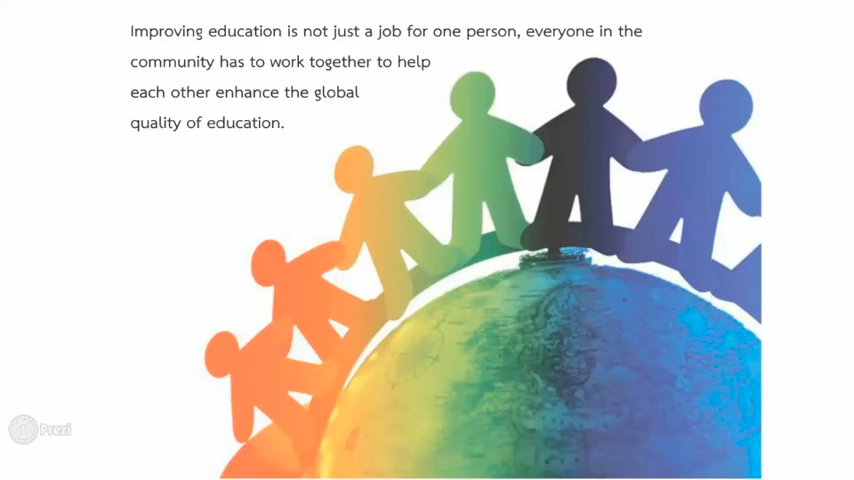 Improving education is not just a job for one person, everyone in the
community has to work together to help
each other enhance the global
quality of education.
Prezi